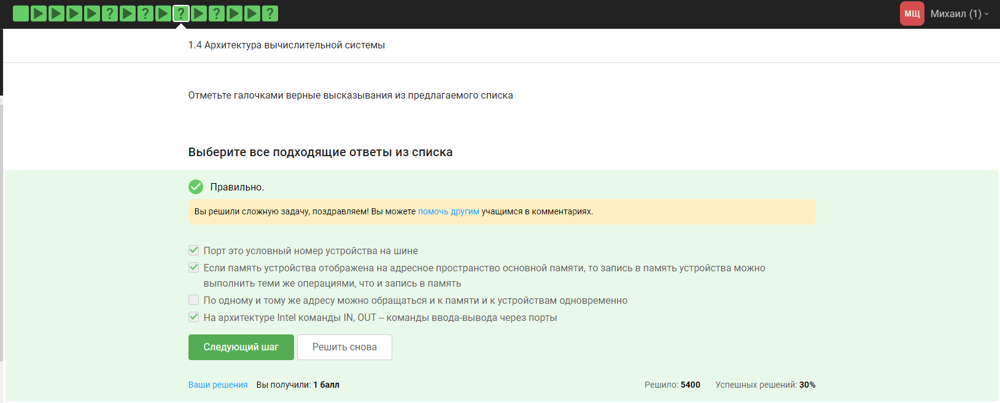 ? ? ? ? ?
МЩ Михаил (1)
1.4 Архитектура вычислительной системы
Отметьте галочками верные высказывания из предлагаемого списка
Выберите все подходящие ответы из списка
Правильно.
Вы решили сложную задачу, поздравляем! Вы можете помочь другим учащимся в комментариях.
Порт это условный номер устройства на шине
Если память устройства отображена на адресное пространство основной памяти, то запись в память устройства можно
выполнить теми же операциями, что и запись в память
По одному и тому же адресу можно обращаться и к памяти и к устройствам одновременно
На архитектуре Intel команды IN, OUT -- команды ввода-вывода через порты
Следующий шаг Решить снова
Ваши решения Вы получили: 1 балл Решило: 5400 Успешных решений: 30%